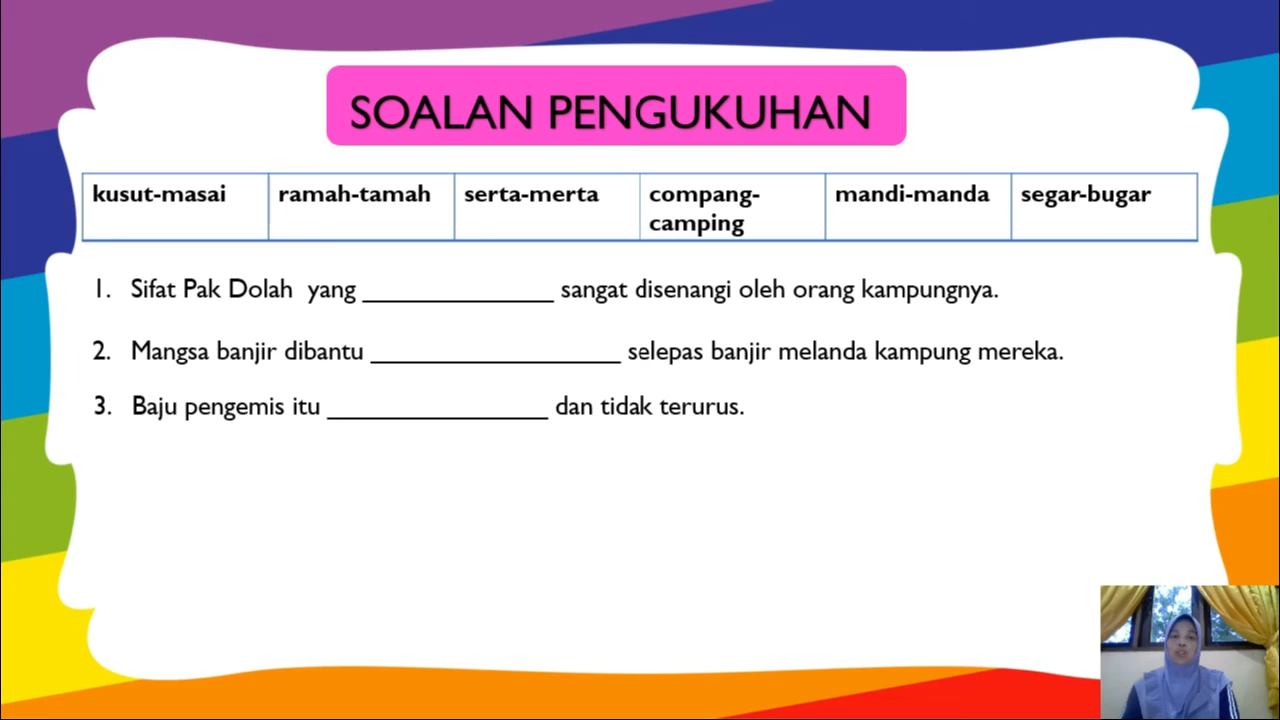 SOALAN PENGUKUHAN
kusut-masai ramah-tamah serta-merta compang-camping mandi-manda segar-bugar
1. Sifat Pak Dolah yang _____________ sangat disenangi oleh orang kampungnya.
2. Mangsa banjir dibantu _________________ selepas banjir melanda kampung mereka.
3. Baju pengemis itu _______________ dan tidak terurus.